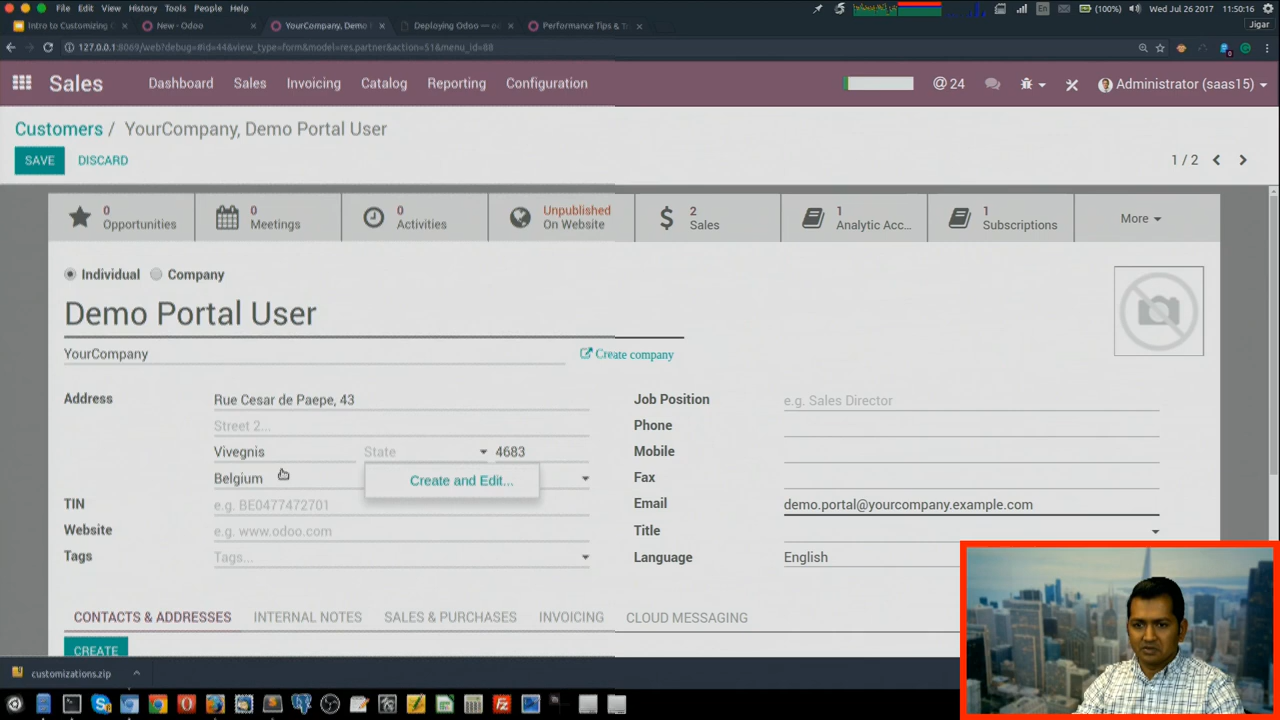 File Edit View History Tools People Help
En
(100%)
Wed Jul 26 2017
11:50:16
Intro to Customizing O
New - Odoo
YourCompany, Demo P
Deploying Odoo — od
Performance Tips & Tr
Jigar
127.0.0.1:8069/web?debug=#id=44&view_type=form&model=res.partner&action=51&menu_id=88
Sales
Dashboard
Sales
Invoicing
Catalog
Reporting
Configuration
@ 24
Administrator (saas15)
Customers / YourCompany, Demo Portal User
SAVE
DISCARD
1 / 2
0
Opportunities
0
Meetings
0
Activities
Unpublished
On Website
2
Sales
1
Analytic Acc...
1
Subscriptions
More
Individual
Company
Demo Portal User
YourCompany
Create company
Address
Rue Cesar de Paepe, 43
Street 2...
Vivegnis
State
4683
Belgium
Create and Edit...
TIN
e.g. BE0477472701
Website
e.g. www.odoo.com
Tags
Tags...
Job Position
e.g. Sales Director
Phone
Mobile
Fax
Email
demo.portal@yourcompany.example.com
Title
Language
English
CONTACTS & ADDRESSES
INTERNAL NOTES
SALES & PURCHASES
INVOICING
CLOUD MESSAGING
CREATE
customizations.zip